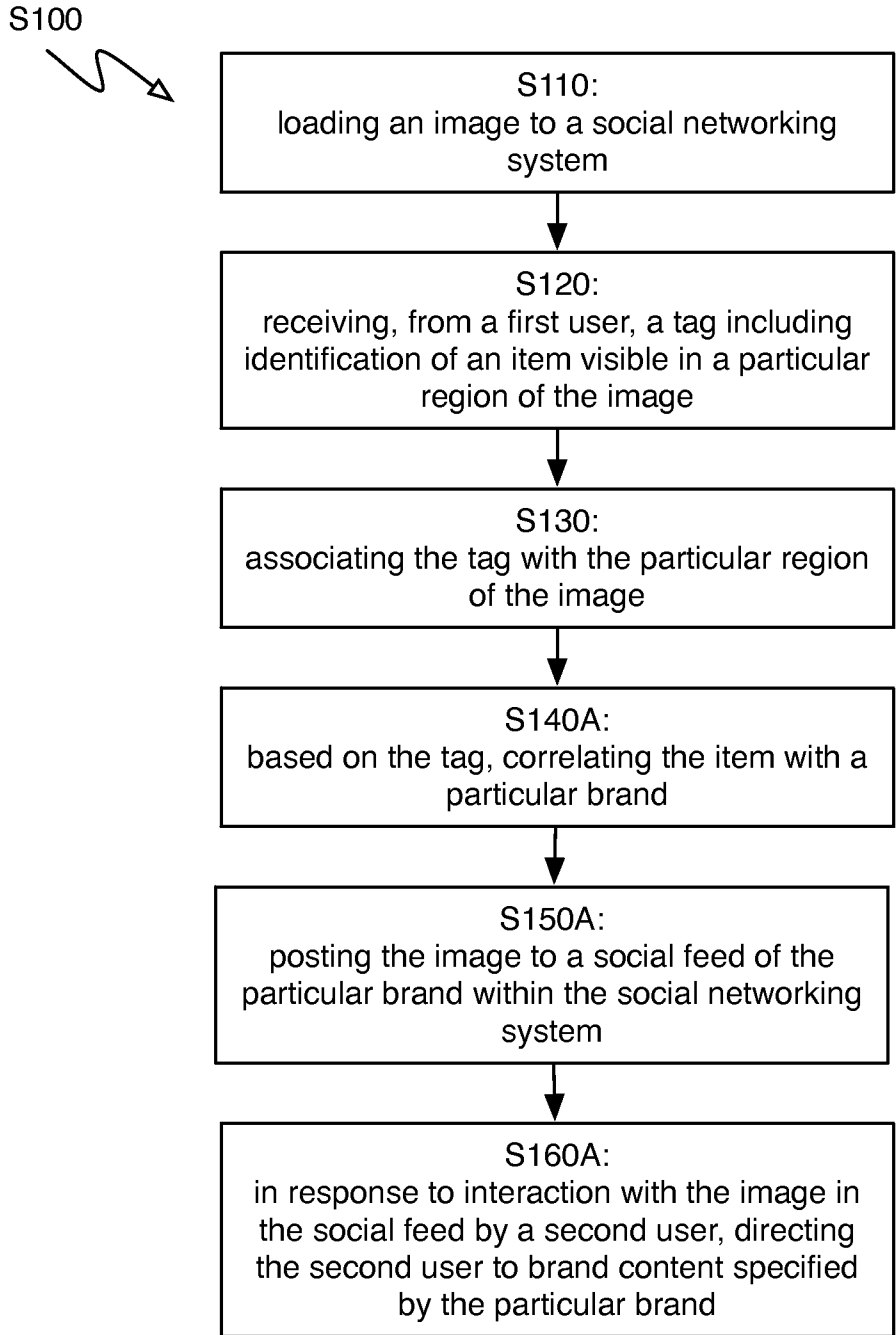 S100
S110:
loading an image to a social networking
system
S120:
receiving, from a first user, a tag including
identification of an item visible in a particular
region of the image
S130:
associating the tag with the particular region
of the image
S140A:
based on the tag, correlating the item with a
particular brand
S150A:
posting the image to a social feed of the
particular brand within the social networking
system
S160A:
in response to interaction with the image in
the social feed by a second user, directing
the second user to brand content specified
by the particular brand